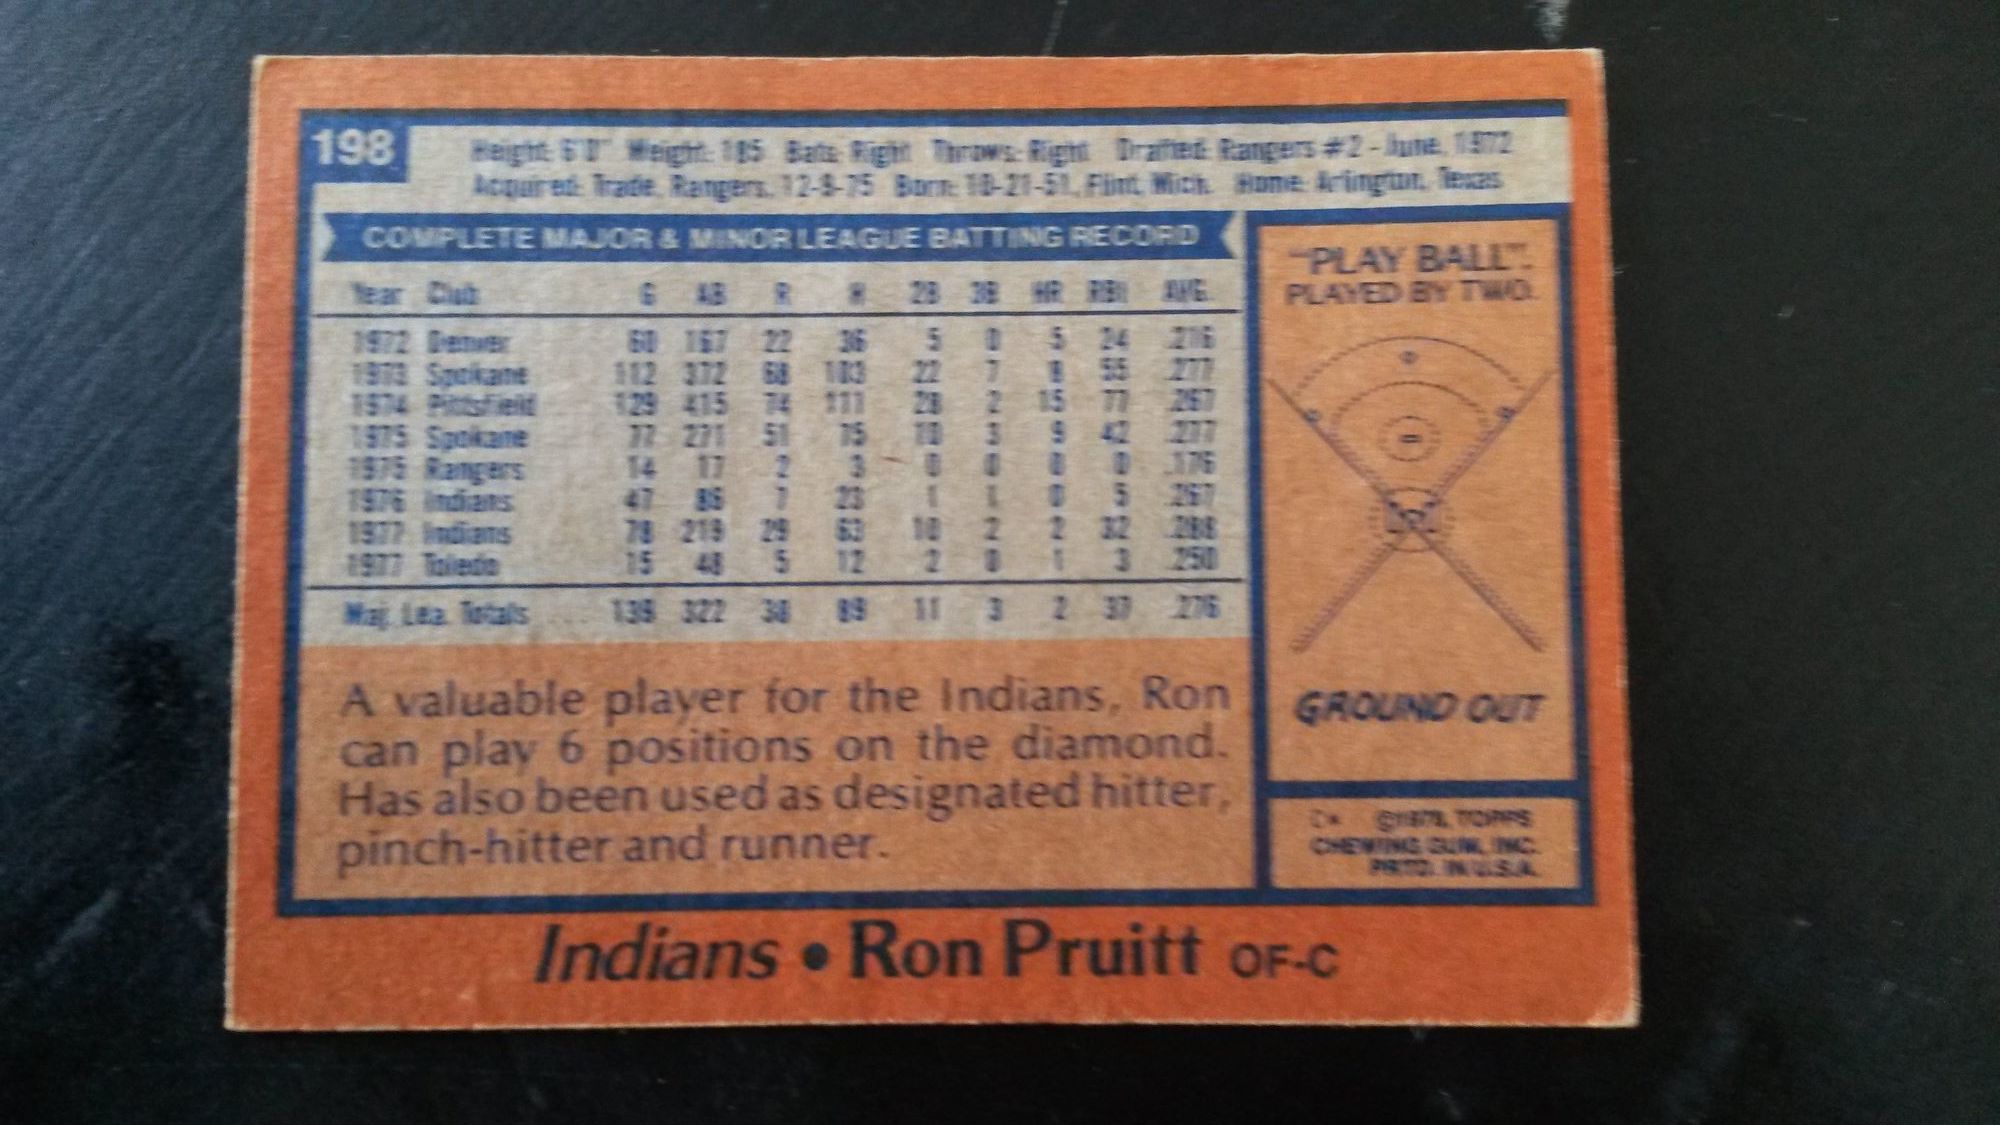 198
Height: 6'0" Weight: 185 Bats: Right Throws: Right Drafted: Rangers #2 - June, 1972
Acquired: Trade, Rangers, 12-9-75 Born: 10-21-51, Flint, Mich. Home: Arlington, Texas
COMPLETE MAJOR & MINOR LEAGUE BATTING RECORD
Year Club G AB R H 2B 3B HR RBI AVG.
1972 Denver 60 167 22 36 5 0 5 24 .216
1973 Spokane 112 372 68 103 22 7 8 55 .277
1974 Pittsfield 129 415 74 111 28 2 15 77 .267
1975 Spokane 77 271 51 75 10 3 9 42 .277
1975 Rangers 14 17 2 3 0 0 0 0 .176
1976 Indians 47 86 7 23 1 1 0 5 .267
1977 Indians 78 219 29 63 10 2 2 32 .288
1977 Toledo 15 48 5 12 2 0 1 3 .250
Maj. Lea. Totals 139 322 38 89 11 3 2 37 .276
A valuable player for the Indians, Ron
can play 6 positions on the diamond.
Has also been used as designated hitter,
pinch-hitter and runner.
"PLAY BALL".
PLAYED BY TWO.
GROUND OUT
©1978, TOPPS
CHEWING GUM, INC.
PRTD. IN U.S.A.
Indians • Ron Pruitt OF-C